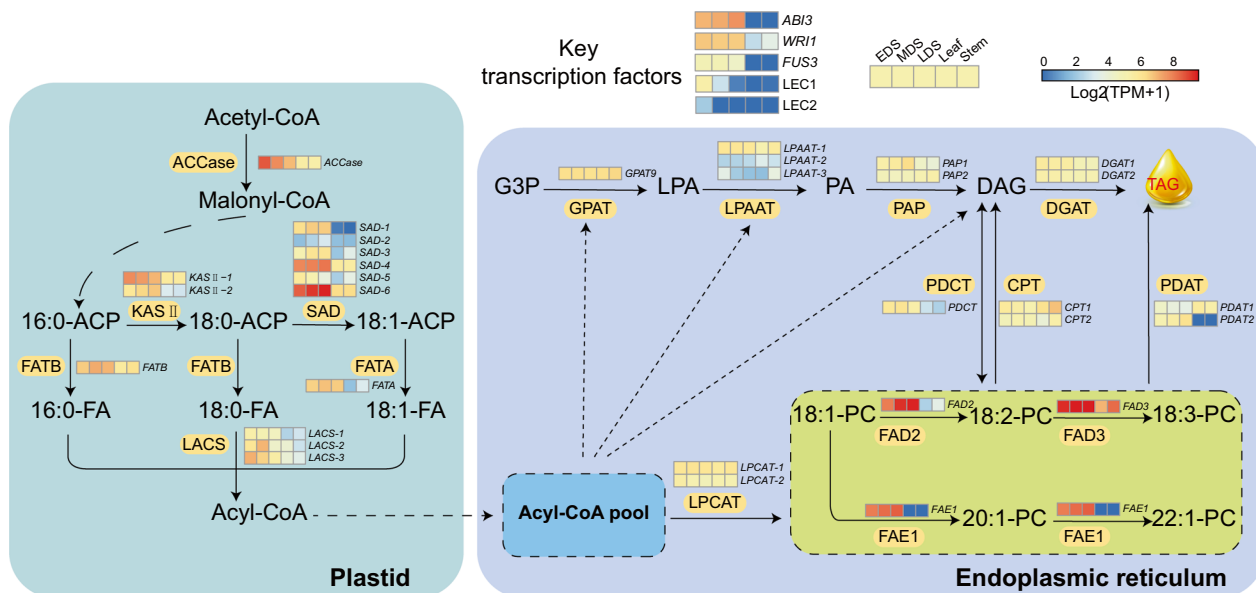 Key
transcription factors
ABI3
WRI1
FUS3
LEC1
LEC2
EDS
MDS
LDS
Leaf
Stem
0 2 4 6 8
Log2(TPM+1)
Acetyl-CoA
ACCase
ACCase
Malonyl-CoA
SAD-1
SAD-2
SAD-3
SAD-4
SAD-5
SAD-6
KASⅡ-1
KASⅡ-2
KASⅡ
SAD
16:0-ACP
18:0-ACP
18:1-ACP
FATB
FATB
FATB
FATA
FATA
16:0-FA
18:0-FA
18:1-FA
LACS
LACS-1
LACS-2
LACS-3
Acyl-CoA
Plastid
G3P
GPAT9
GPAT
LPA
LPAAT-1
LPAAT-2
LPAAT-3
LPAAT
PA
PAP1
PAP2
PAP
DAG
DGAT1
DGAT2
DGAT
TAG
PDCT
PDCT
CPT
CPT1
CPT2
PDAT
PDAT1
PDAT2
18:1-PC
FAD2
FAD2
18:2-PC
FAD3
FAD3
18:3-PC
Acyl-CoA pool
LPCAT-1
LPCAT-2
LPCAT
FAE1
FAE1
20:1-PC
FAE1
FAE1
22:1-PC
Endoplasmic reticulum